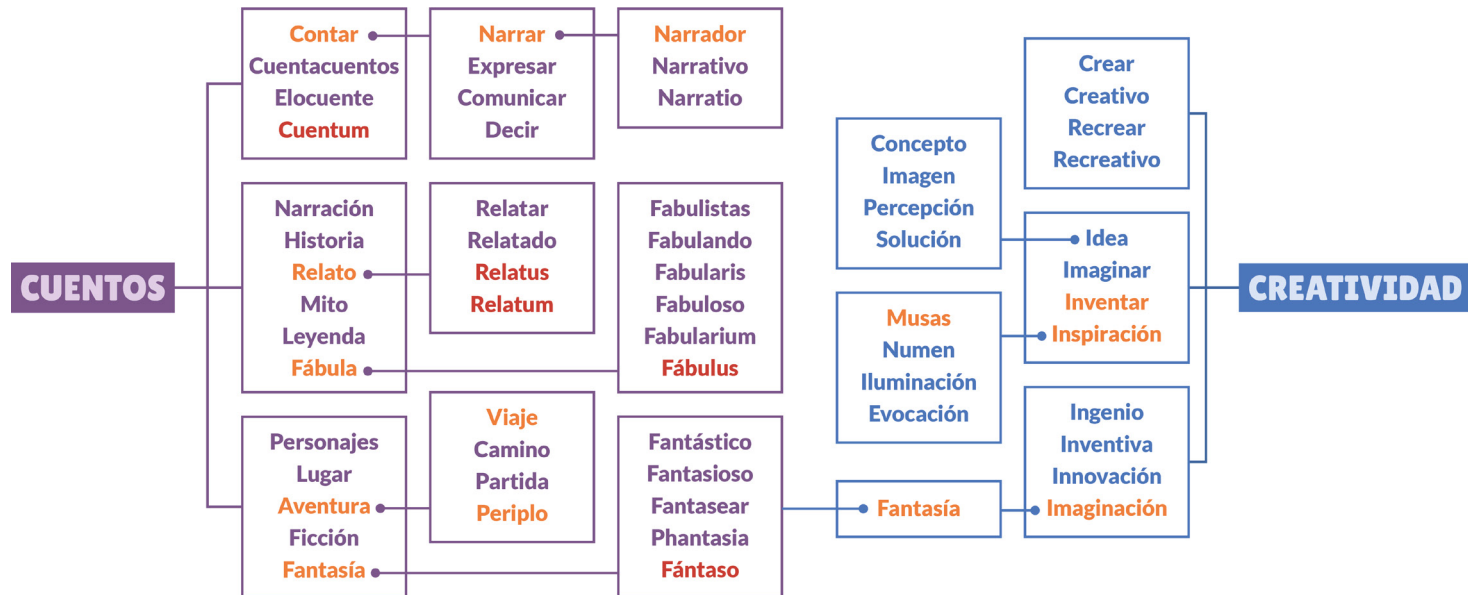 CUENTOS
Contar
Cuentacuentos
Elocuente
Cuentum
Narrar
Expresar
Comunicar
Decir
Narrador
Narrativo
Narratio
Narración
Historia
Relato
Mito
Leyenda
Fábula
Relatar
Relatado
Relatus
Relatum
Fabulistas
Fabulando
Fabularis
Fabuloso
Fabularium
Fábulus
Personajes
Lugar
Aventura
Ficción
Fantasía
Viaje
Camino
Partida
Periplo
Fantástico
Fantasioso
Fantasear
Phantasia
Fántaso
Concepto
Imagen
Percepción
Solución
Musas
Numen
Iluminación
Evocación
Fantasía
Crear
Creativo
Recrear
Recreativo
Idea
Imaginar
Inventar
Inspiración
Ingenio
Inventiva
Innovación
Imaginación
CREATIVIDAD